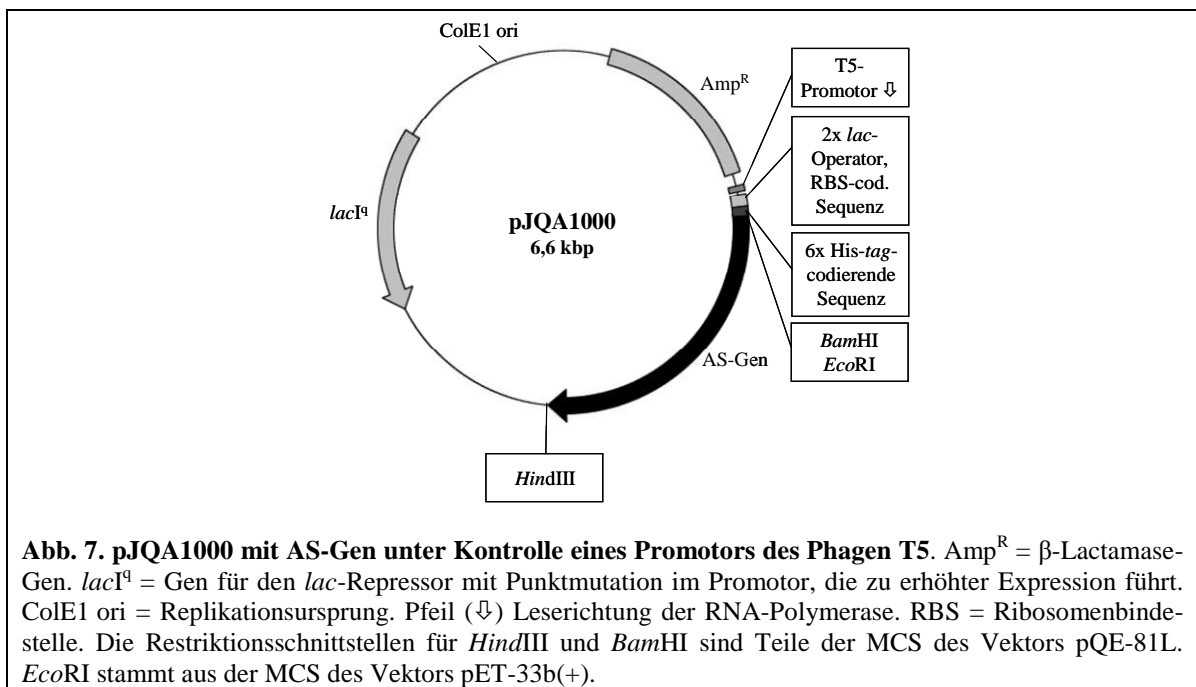 ColE1 ori
Amp^R
T5-
Promotor ⇩
2x lac-
Operator,
RBS-cod.
Sequenz
lacI^q
pJQA1000
6,6 kbp
6x His-tag-
codierende
Sequenz
BamHI
EcoRI
AS-Gen
HindIII
Abb. 7. pJQA1000 mit AS-Gen unter Kontrolle eines Promotors des Phagen T5. Amp^R = β-Lactamase-
Gen. lacI^q = Gen für den lac-Repressor mit Punktmutation im Promotor, die zu erhöhter Expression führt.
ColE1 ori = Replikationsursprung. Pfeil (⇩) Leserichtung der RNA-Polymerase. RBS = Ribosomenbinde-
stelle. Die Restriktionsschnittstellen für HindIII und BamHI sind Teile der MCS des Vektors pQE-81L.
EcoRI stammt aus der MCS des Vektors pET-33b(+).